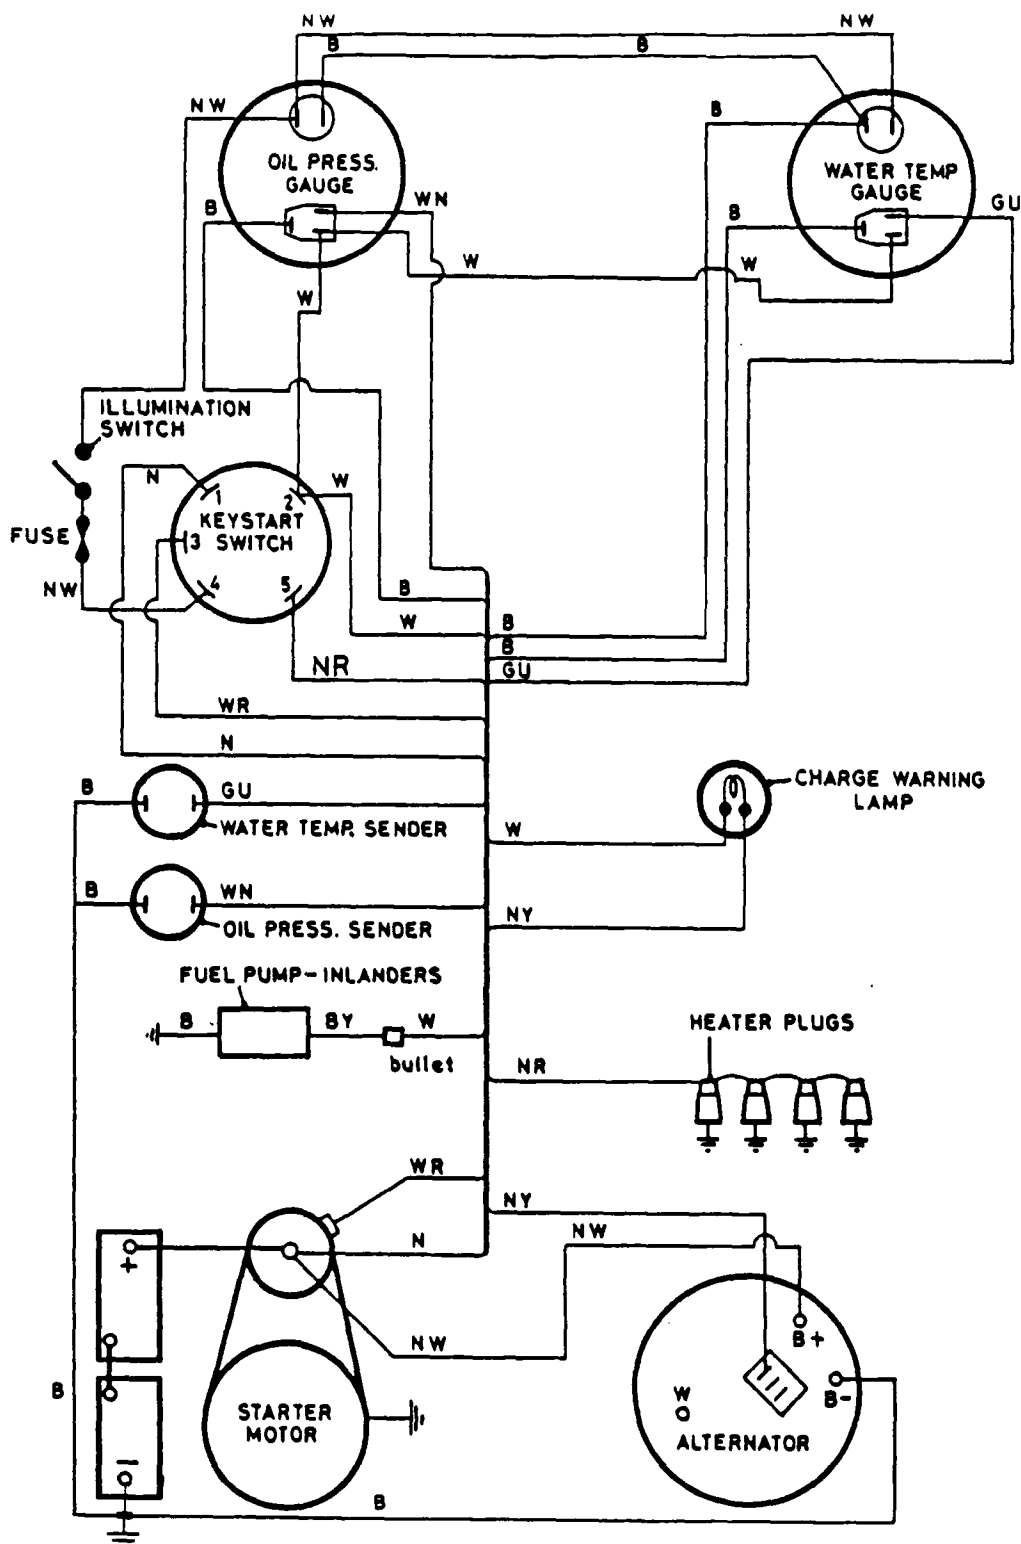 NW
NW
B
B
NW
B
OIL PRESS.
GAUGE
WATER TEMP
GAUGE
WN
GU
B
B
W
W
W
ILLUMINATION
SWITCH
N
W
1
2
KEYSTART
SWITCH
3
4
5
FUSE
NW
B
W
B
B
NR
GU
WR
N
B
GU
WATER TEMP. SENDER
CHARGE WARNING
LAMP
W
B
WN
OIL PRESS. SENDER
NY
FUEL PUMP-INLANDERS
B
BY
W
bullet
HEATER PLUGS
NR
WR
NY
N
NW
+
B+
NW
B
W
B-
STARTER
MOTOR
ALTERNATOR
−
B